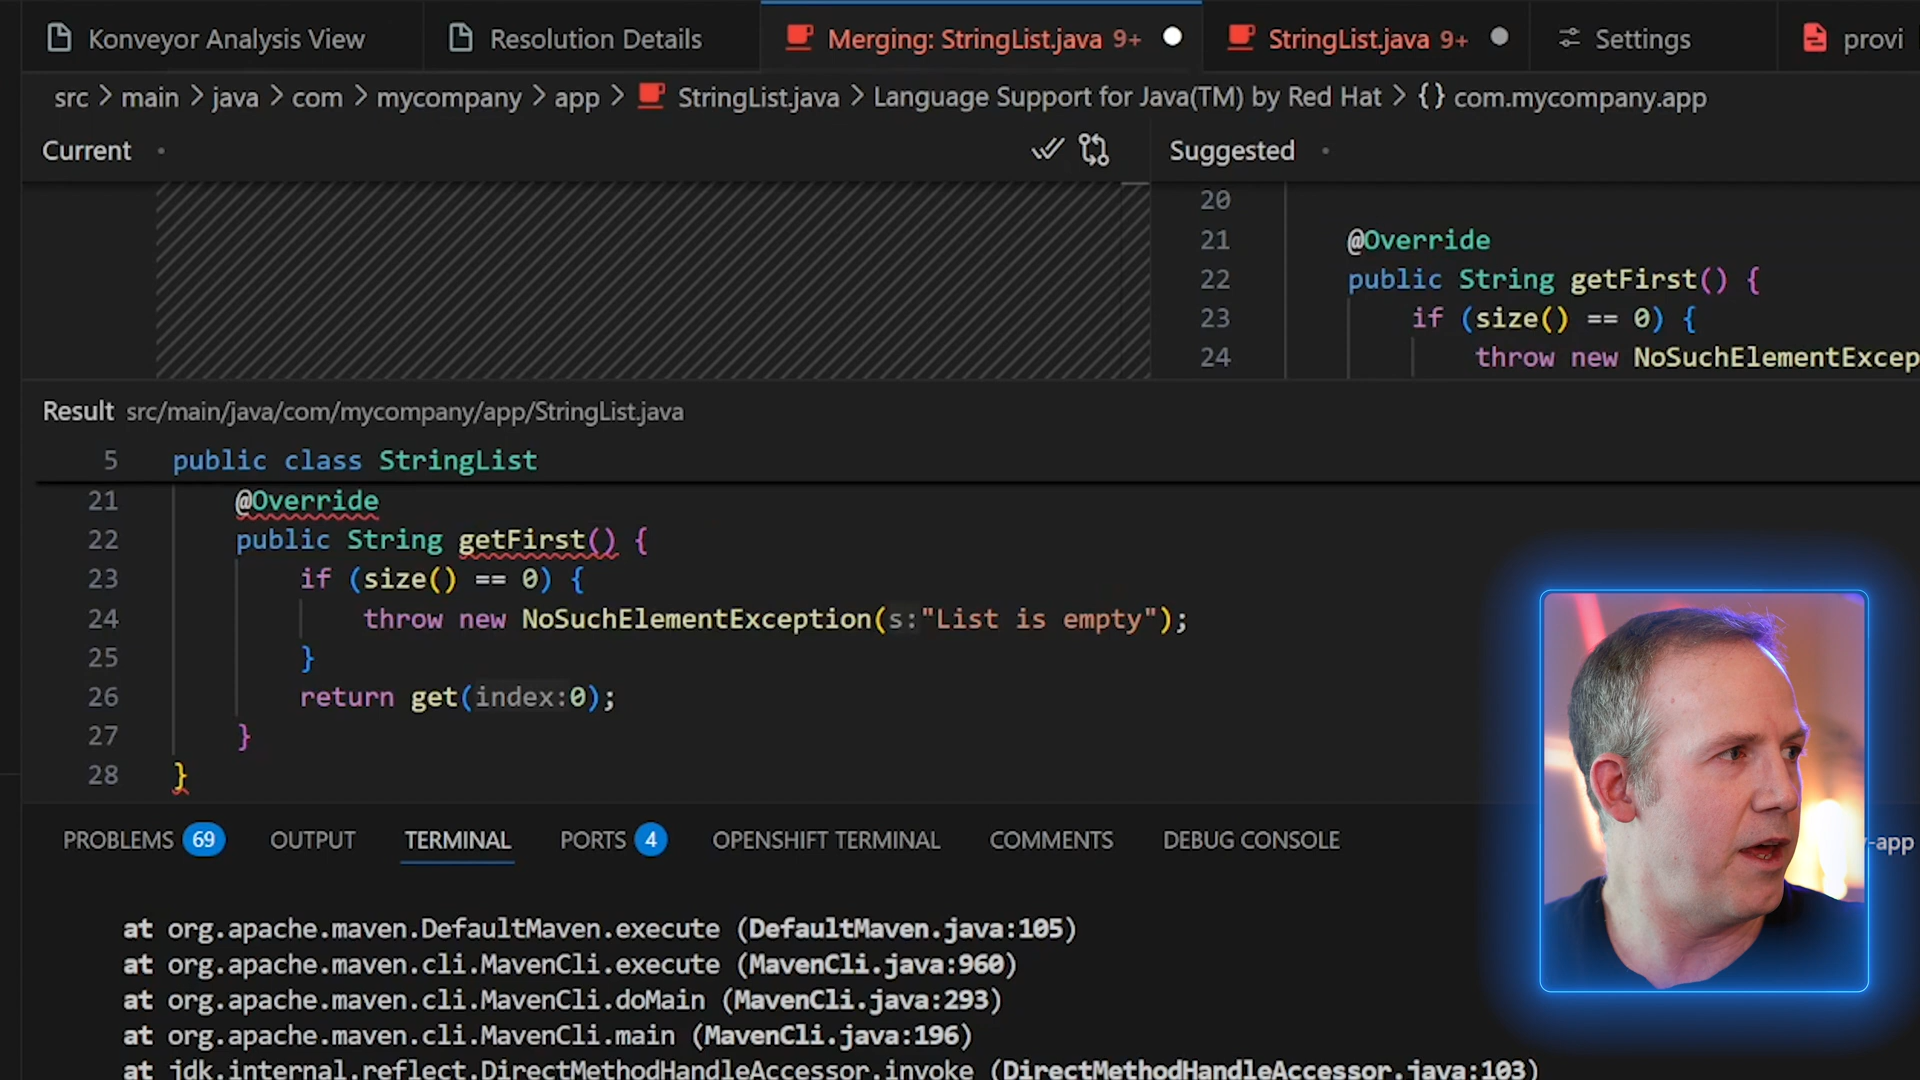 Konveyor Analysis View
Resolution Details
Merging: StringList.java 9+
StringList.java 9+
Settings
provi
src > main > java > com > mycompany > app > StringList.java > Language Support for Java(TM) by Red Hat > {} com.mycompany.app
Current
Suggested
20
21 @Override
22 public String getFirst() {
23 if (size() == 0) {
24 throw new NoSuchElementExcep
Result src/main/java/com/mycompany/app/StringList.java
5 public class StringList
21 @Override
22 public String getFirst() {
23 if (size() == 0) {
24 throw new NoSuchElementException(s:"List is empty");
25 }
26 return get(index:0);
27 }
28 }
PROBLEMS 69 OUTPUT TERMINAL PORTS 4 OPENSHIFT TERMINAL COMMENTS DEBUG CONSOLE
-app
at org.apache.maven.DefaultMaven.execute (DefaultMaven.java:105)
at org.apache.maven.cli.MavenCli.execute (MavenCli.java:960)
at org.apache.maven.cli.MavenCli.doMain (MavenCli.java:293)
at org.apache.maven.cli.MavenCli.main (MavenCli.java:196)
at jdk.internal.reflect.DirectMethodHandleAccessor.invoke (DirectMethodHandleAccessor.java:103)